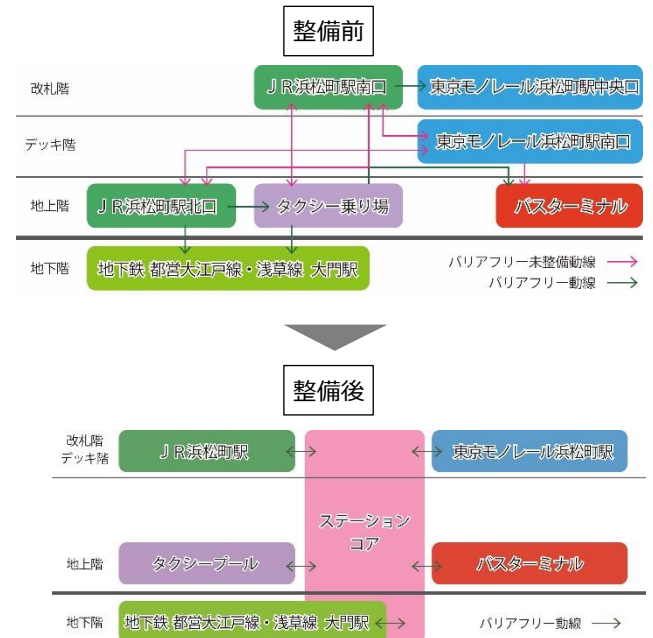 整備前
改札階
JR浜松町駅南口
東京モノレール浜松町駅中央口
デッキ階
東京モノレール浜松町駅南口
地上階
JR浜松町駅北口
タクシー乗り場
バスターミナル
地下階
地下鉄 都営大江戸線・浅草線 大門駅
バリアフリー未整備動線
バリアフリー動線
整備後
改札階
デッキ階
JR浜松町駅
東京モノレール浜松町駅
ステーション
コア
地上階
タクシープール
バスターミナル
地下階
地下鉄 都営大江戸線・浅草線 大門駅
バリアフリー動線